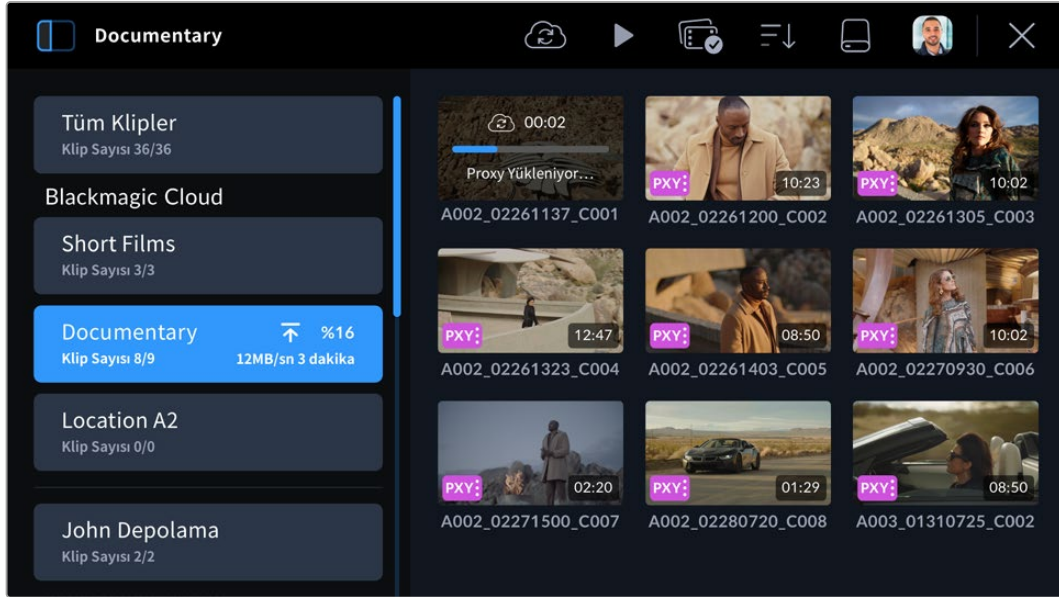 Documentary
Tüm Klipler
Klip Sayısı 36/36
Blackmagic Cloud
Short Films
Klip Sayısı 3/3
Documentary %16
Klip Sayısı 8/9 12MB/sn 3 dakika
Location A2
Klip Sayısı 0/0
John Depolama
Klip Sayısı 2/2
00:02
Proxy Yükleniyor...
A002_02261137_C001
PXY 10:23
A002_02261200_C002
PXY 10:02
A002_02261305_C003
PXY 12:47
A002_02261323_C004
PXY 08:50
A002_02261403_C005
PXY 10:02
A002_02270930_C006
PXY 02:20
A002_02271500_C007
PXY 01:29
A002_02280720_C008
PXY 08:50
A003_01310725_C002